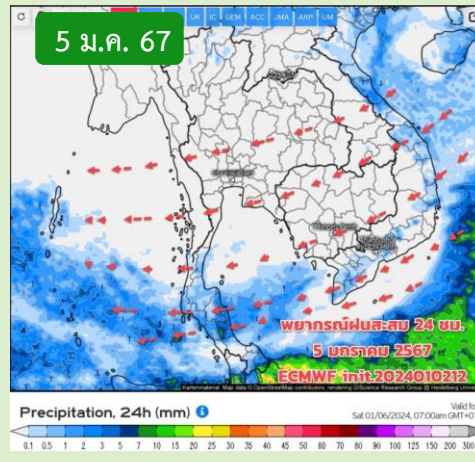 UK IC GEM ACC JMA ARP UM
5 ม.ค. 67
พยากรณ์ฝนสะสม 24 ชม.
5 มกราคม 2567
ECMWF init.2024010212
Precipitation, 24h (mm)
Valid for
Sat 01/06/2024, 07:00am GMT+0
0.1 0.5 1 2 3 5 7 10 15 20 25 30 35 40 45 50 60 70 80 90 100 125 150 200 300